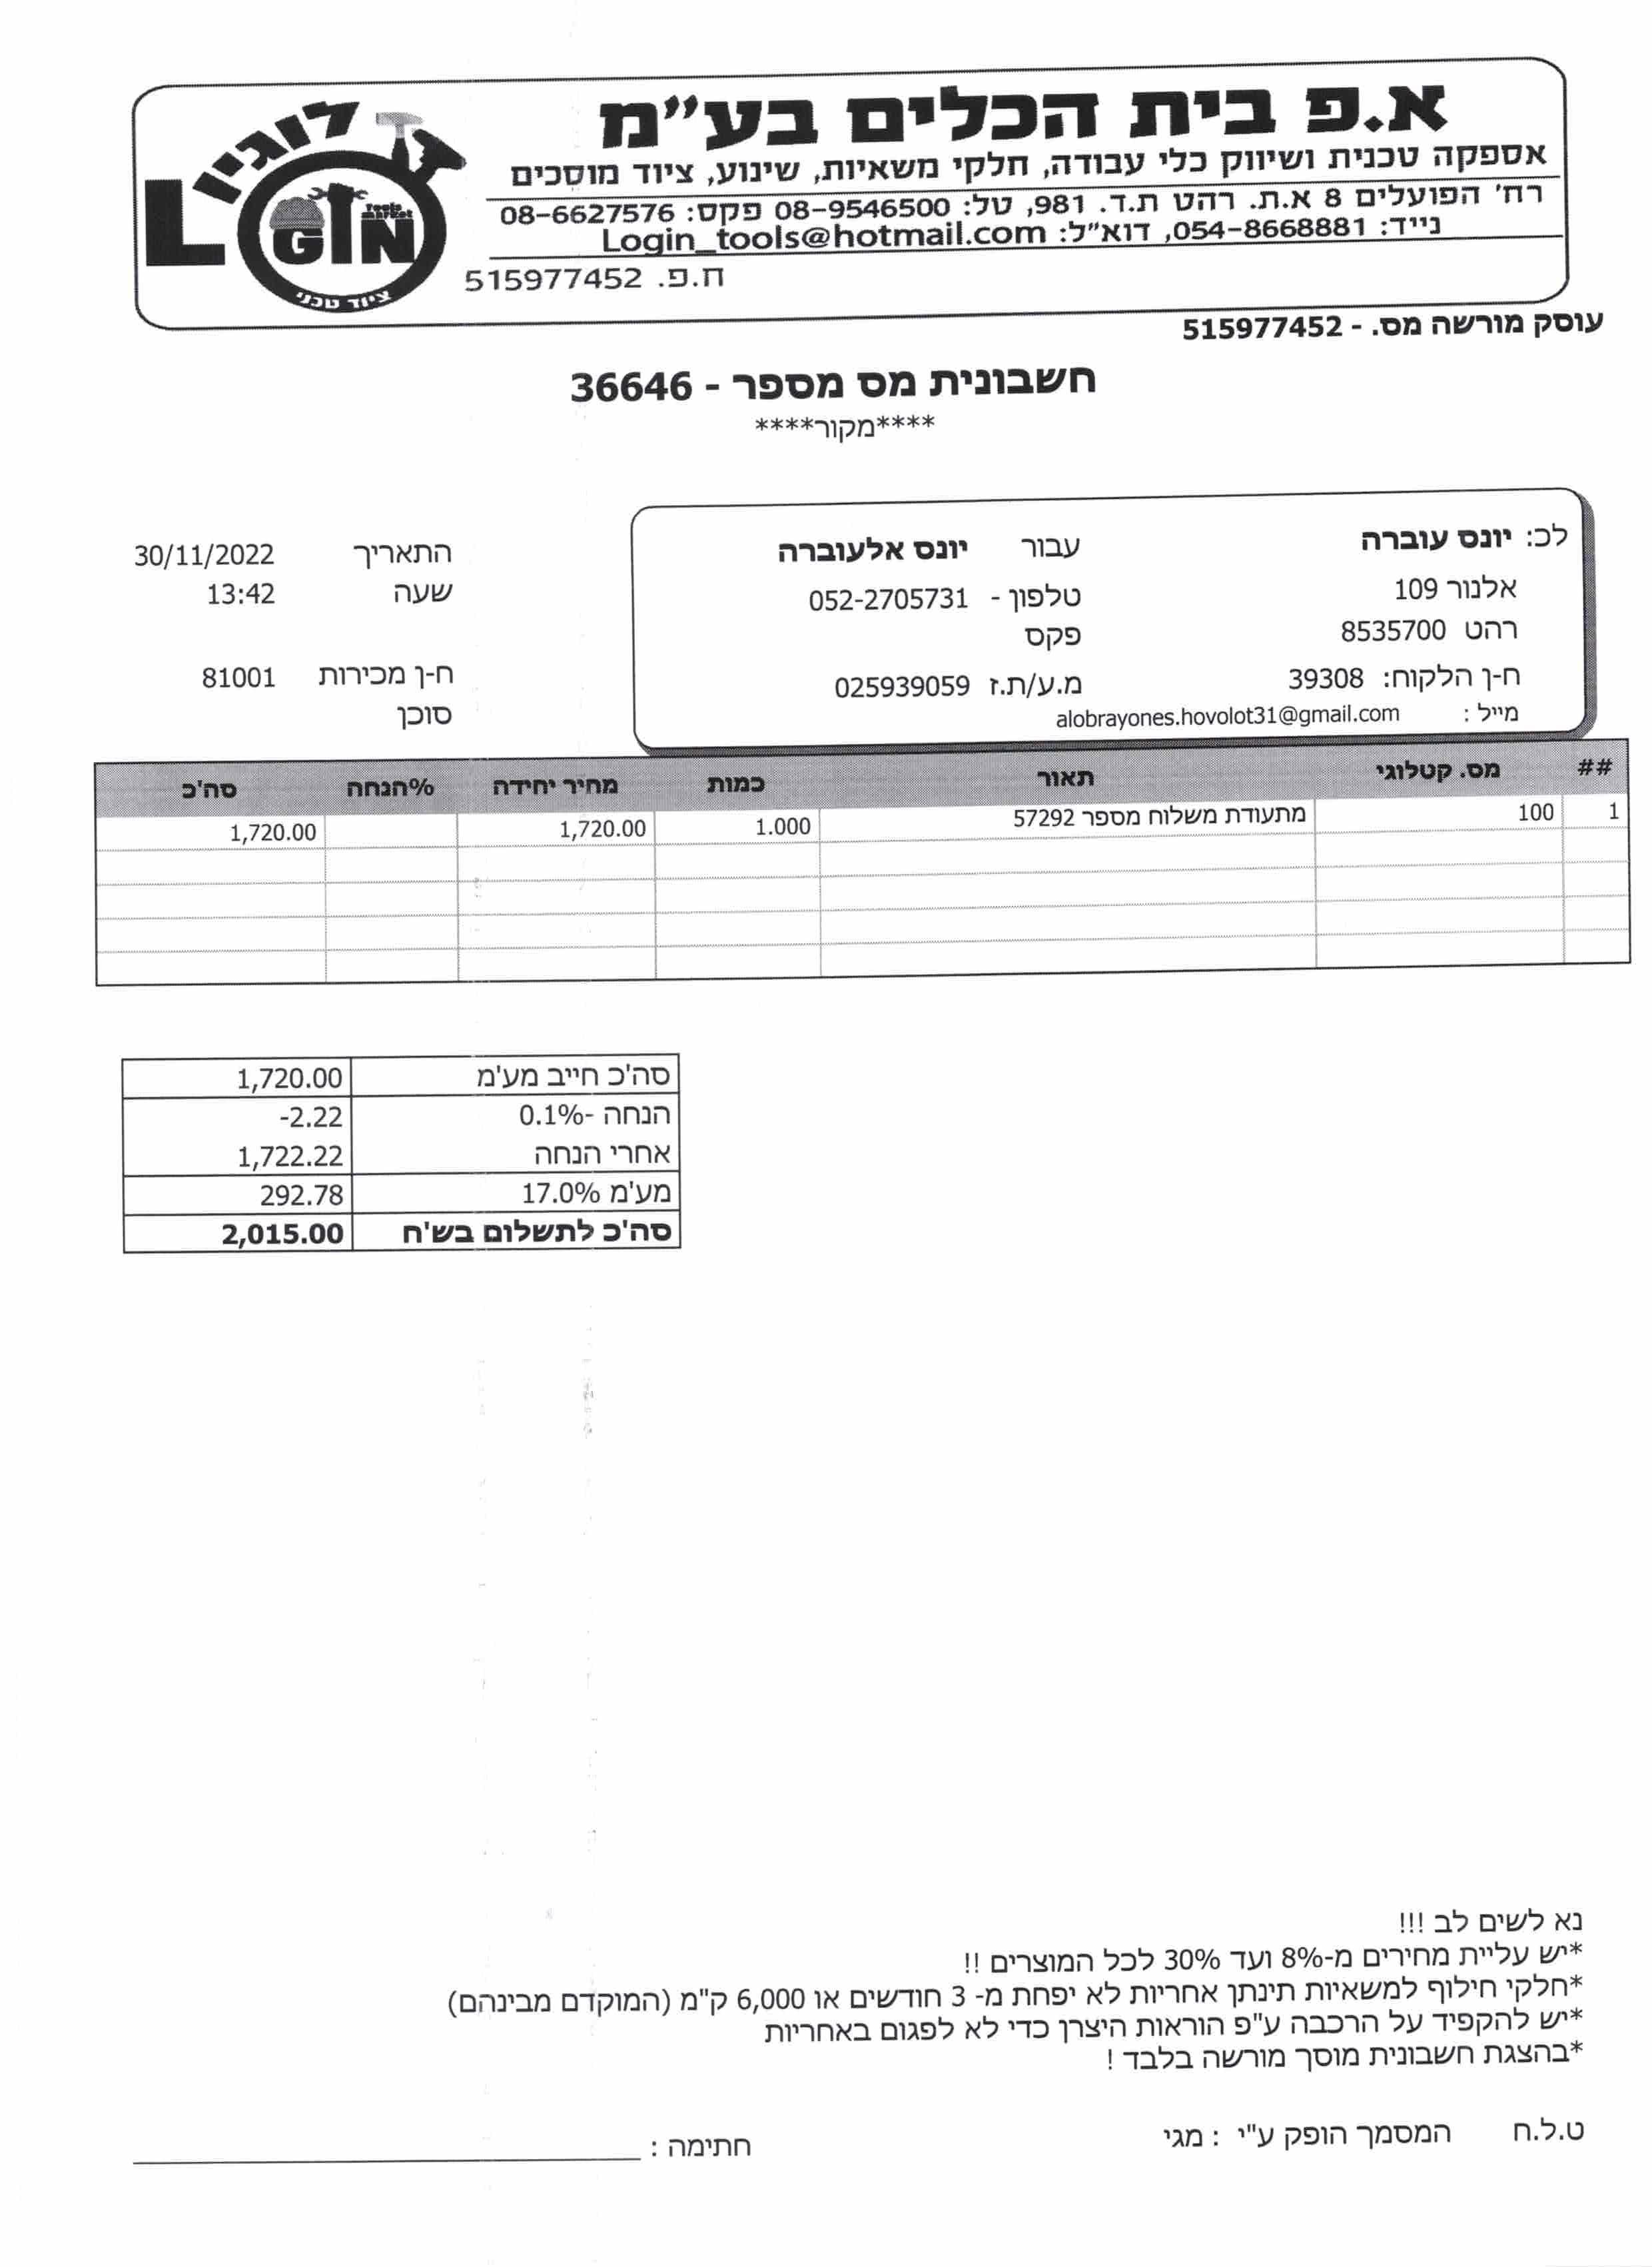 א.פ בית הכלים בע"מ
אספקה טכנית ושיווק כלי עבודה, חלקי משאיות, שינוע, ציוד מוסכים
רח' הפועלים 8 א.ת. רהט ת.ד. 981, טל: 08-9546500 פקס: 08-6627576
נייד: 054-8668881, דוא"ל: Login_tools@hotmail.com
ח.פ. 515977452
לוגין
LOGIN
Tools market
ציוד טכני
עוסק מורשה מס. - 515977452
חשבונית מס מספר - 36646
****מקור****
לכ: יונס עוברה עבור יונס אלעוברה
אלנור 109 טלפון - 052-2705731
רהט 8535700 פקס
ח-ן הלקוח: 39308 מ.ע/ת.ז 025939059
מייל : alobrayones.hovolot31@gmail.com
התאריך 30/11/2022
שעה 13:42
ח-ן מכירות 81001
סוכן
## מס. קטלוגי תאור כמות מחיר יחידה %הנחה סה'כ
1 100 מתעודת משלוח מספר 57292 1.000 1,720.00 1,720.00
סה'כ חייב מע'מ 1,720.00
הנחה -0.1% -2.22
אחרי הנחה 1,722.22
מע'מ 17.0% 292.78
סה'כ לתשלום בש'ח 2,015.00
נא לשים לב !!!
*יש עליית מחירים מ-8% ועד 30% לכל המוצרים !!
*חלקי חילוף למשאיות תינתן אחריות לא יפחת מ- 3 חודשים או 6,000 ק"מ (המוקדם מבינהם)
*יש להקפיד על הרכבה ע"פ הוראות היצרן כדי לא לפגום באחריות
*בהצגת חשבונית מוסך מורשה בלבד !
ט.ל.ח המסמך הופק ע"י : מגי חתימה :